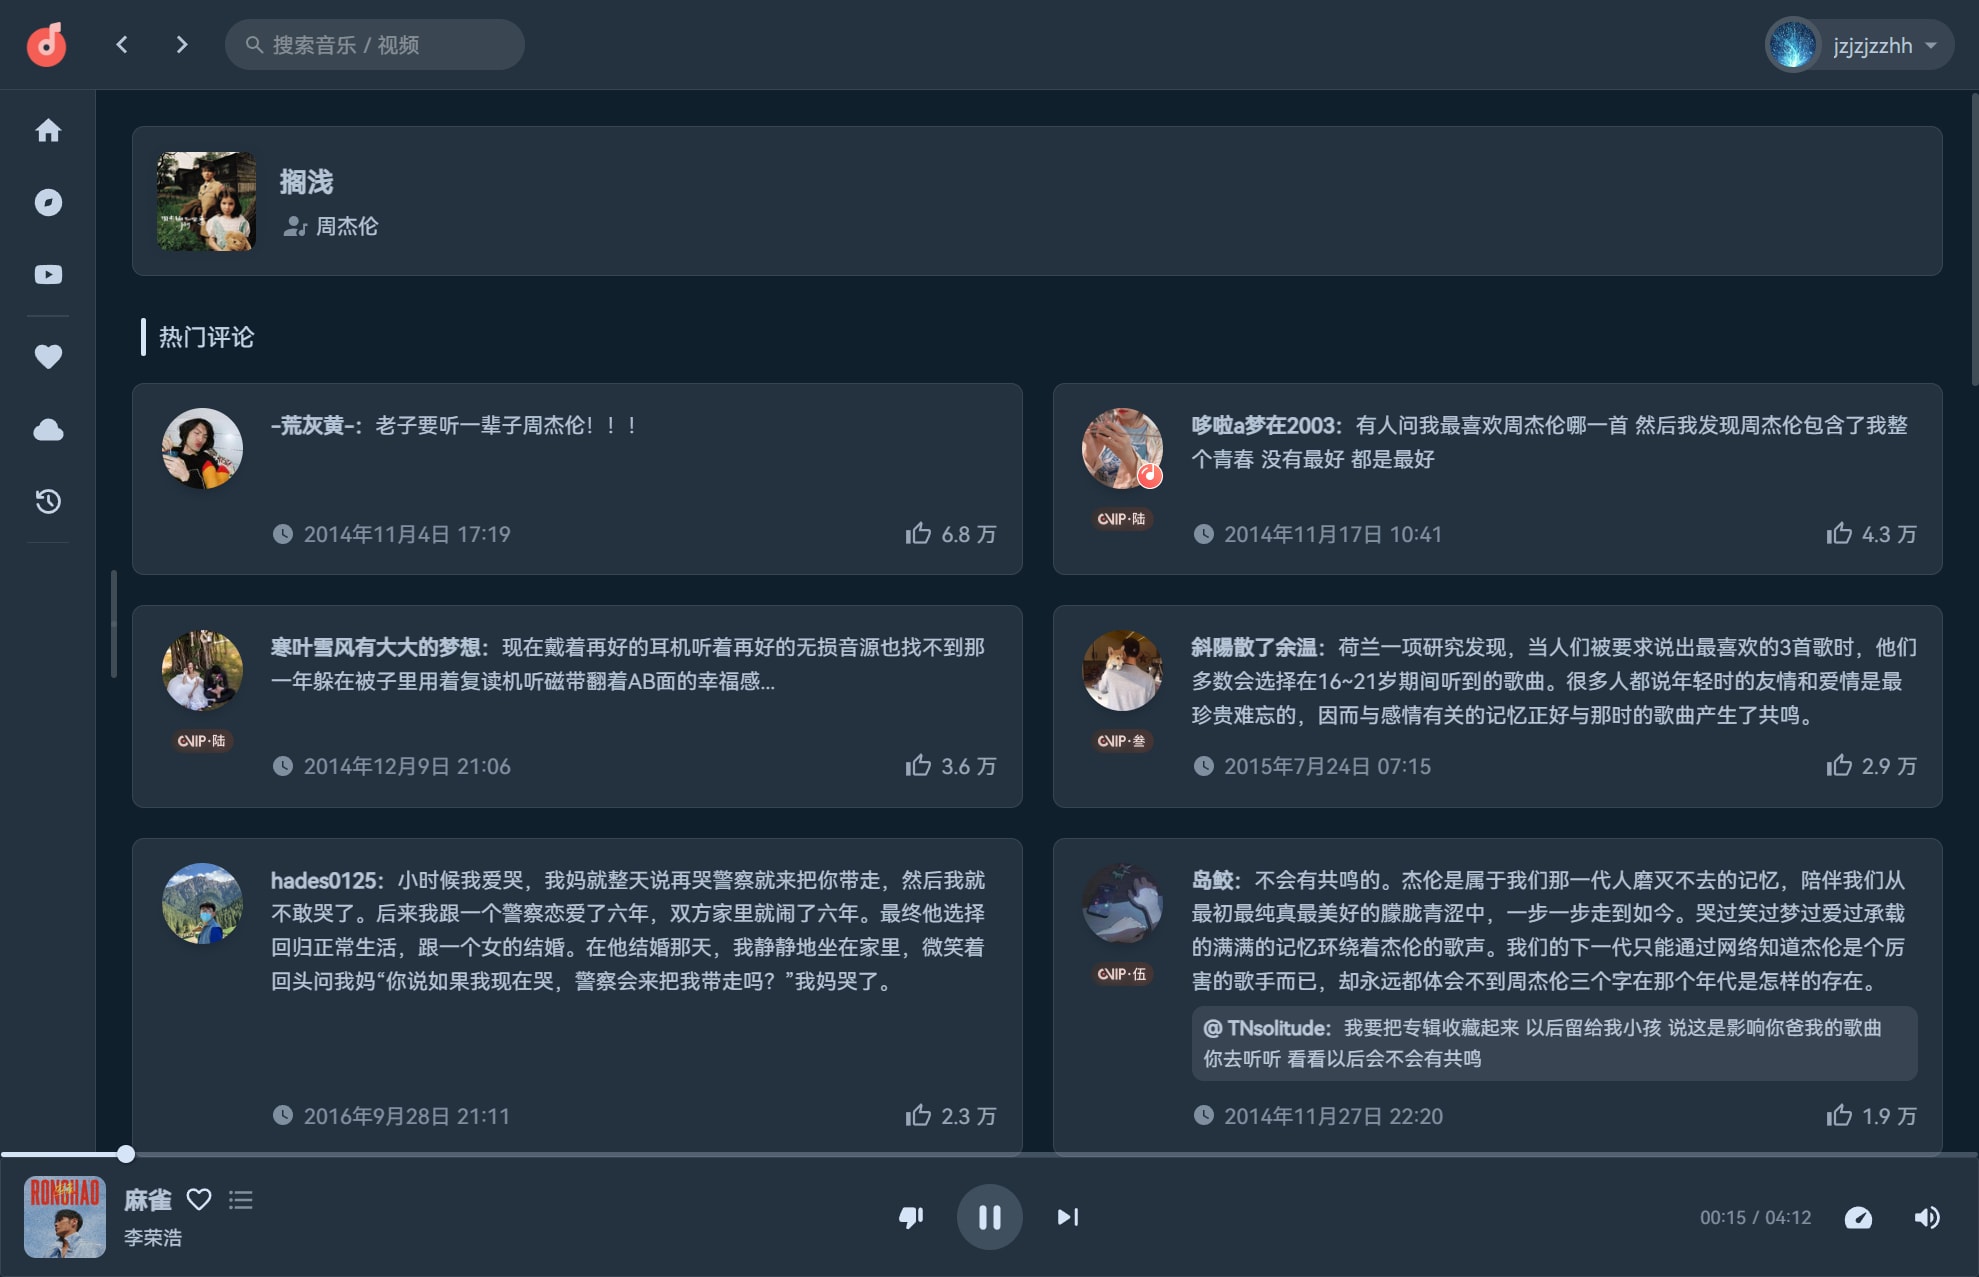 搜索音乐 / 视频
jzjzjzzhh
搁浅
周杰伦
热门评论
-荒灰黄-：老子要听一辈子周杰伦！！！
2014年11月4日 17:19
6.8 万
哆啦a梦在2003：有人问我最喜欢周杰伦哪一首 然后我发现周杰伦包含了我整
个青春 没有最好 都是最好
VIP·陆
2014年11月17日 10:41
4.3 万
寒叶雪风有大大的梦想：现在戴着再好的耳机听着再好的无损音源也找不到那
一年躲在被子里用着复读机听磁带翻着AB面的幸福感...
VIP·陆
2014年12月9日 21:06
3.6 万
斜陽散了余温：荷兰一项研究发现，当人们被要求说出最喜欢的3首歌时，他们
多数会选择在16~21岁期间听到的歌曲。很多人都说年轻时的友情和爱情是最
珍贵难忘的，因而与感情有关的记忆正好与那时的歌曲产生了共鸣。
VIP·叁
2015年7月24日 07:15
2.9 万
hades0125：小时候我爱哭，我妈就整天说再哭警察就来把你带走，然后我就
不敢哭了。后来我跟一个警察恋爱了六年，双方家里就闹了六年。最终他选择
回归正常生活，跟一个女的结婚。在他结婚那天，我静静地坐在家里，微笑着
回头问我妈“你说如果我现在哭，警察会来把我带走吗？”我妈哭了。
2016年9月28日 21:11
2.3 万
岛鲛：不会有共鸣的。杰伦是属于我们那一代人磨灭不去的记忆，陪伴我们从
最初最纯真最美好的朦胧青涩中，一步一步走到如今。哭过笑过梦过爱过承载
的满满的记忆环绕着杰伦的歌声。我们的下一代只能通过网络知道杰伦是个厉
害的歌手而已，却永远都体会不到周杰伦三个字在那个年代是怎样的存在。
VIP·伍
@ TNsolitude：我要把专辑收藏起来 以后留给我小孩 说这是影响你爸我的歌曲
你去听听 看看以后会不会有共鸣
2014年11月27日 22:20
1.9 万
RONGHAO
麻雀
李荣浩
00:15 / 04:12